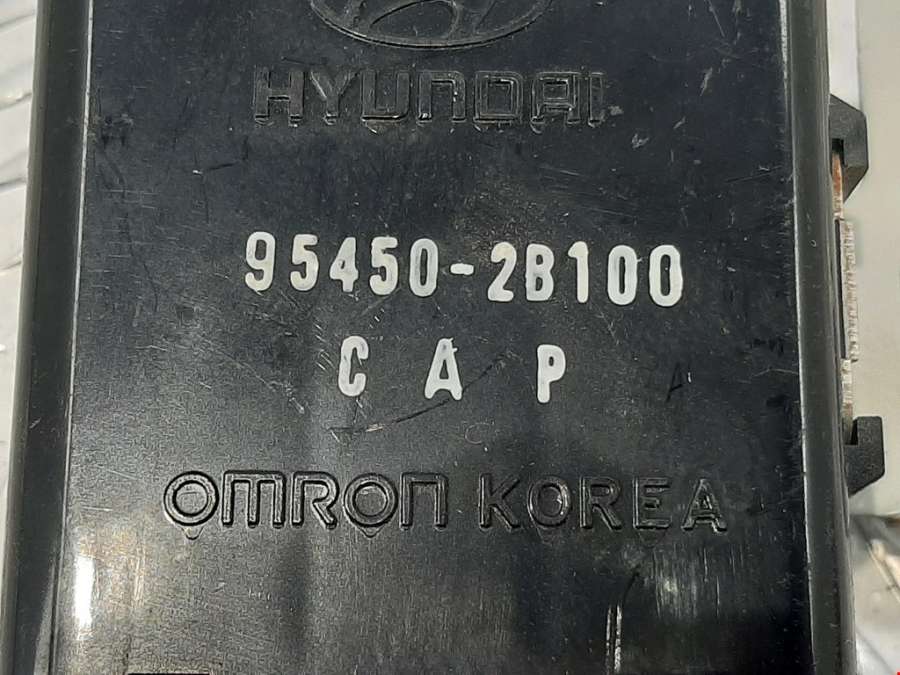 HYUNDAI
95450-2B100
C A P
OMRON KOREA